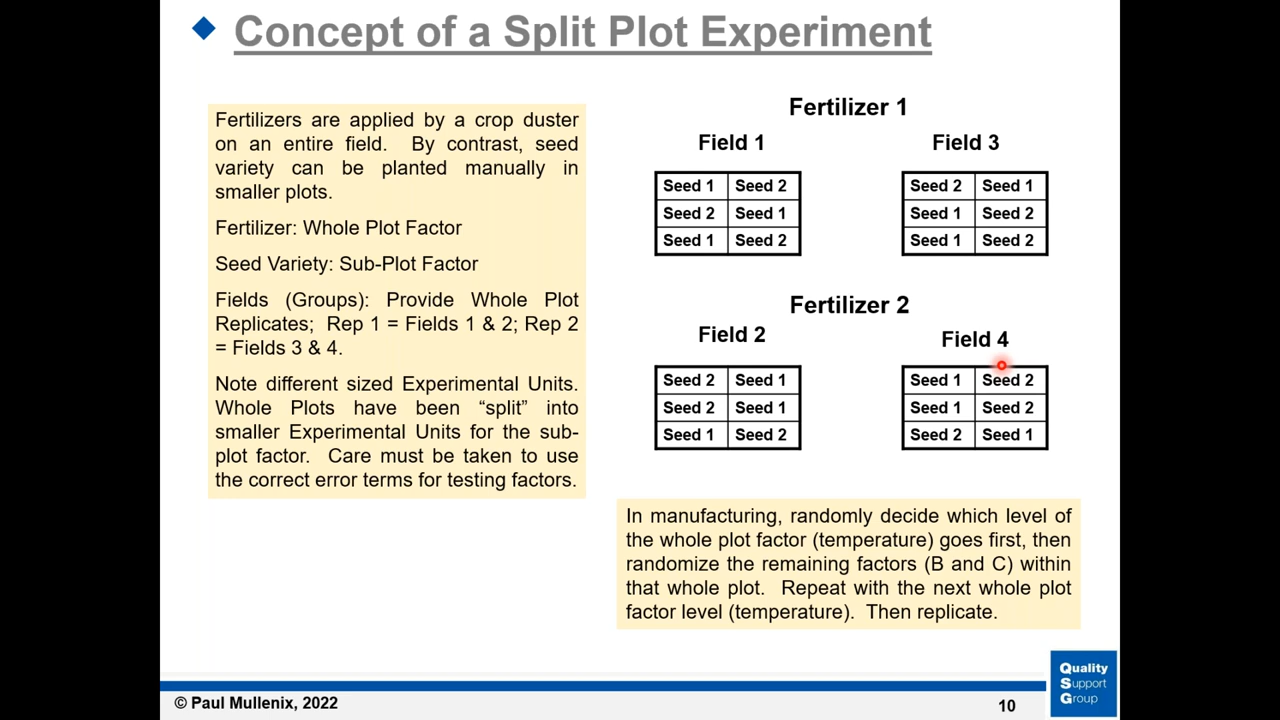 Concept of a Split Plot Experiment
Fertilizers are applied by a crop duster
on an entire field. By contrast, seed
variety can be planted manually in
smaller plots.
Fertilizer: Whole Plot Factor
Seed Variety: Sub-Plot Factor
Fields (Groups): Provide Whole Plot
Replicates; Rep 1 = Fields 1 & 2; Rep 2
= Fields 3 & 4.
Note different sized Experimental Units.
Whole Plots have been “split” into
smaller Experimental Units for the sub-
plot factor. Care must be taken to use
the correct error terms for testing factors.
Fertilizer 1
Field 1 Field 3
Seed 1 Seed 2 Seed 2 Seed 1
Seed 2 Seed 1 Seed 1 Seed 2
Seed 1 Seed 2 Seed 1 Seed 2
Fertilizer 2
Field 2 Field 4
Seed 2 Seed 1 Seed 1 Seed 2
Seed 2 Seed 1 Seed 1 Seed 2
Seed 1 Seed 2 Seed 2 Seed 1
In manufacturing, randomly decide which level of
the whole plot factor (temperature) goes first, then
randomize the remaining factors (B and C) within
that whole plot. Repeat with the next whole plot
factor level (temperature). Then replicate.
© Paul Mullenix, 2022
10
Quality
Support
Group